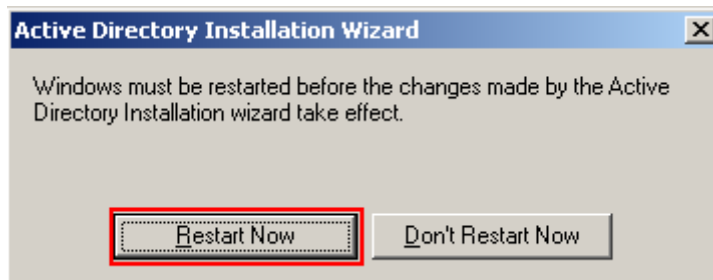 Active Directory Installation Wizard
Windows must be restarted before the changes made by the Active
Directory Installation wizard take effect.
Restart Now
Don't Restart Now